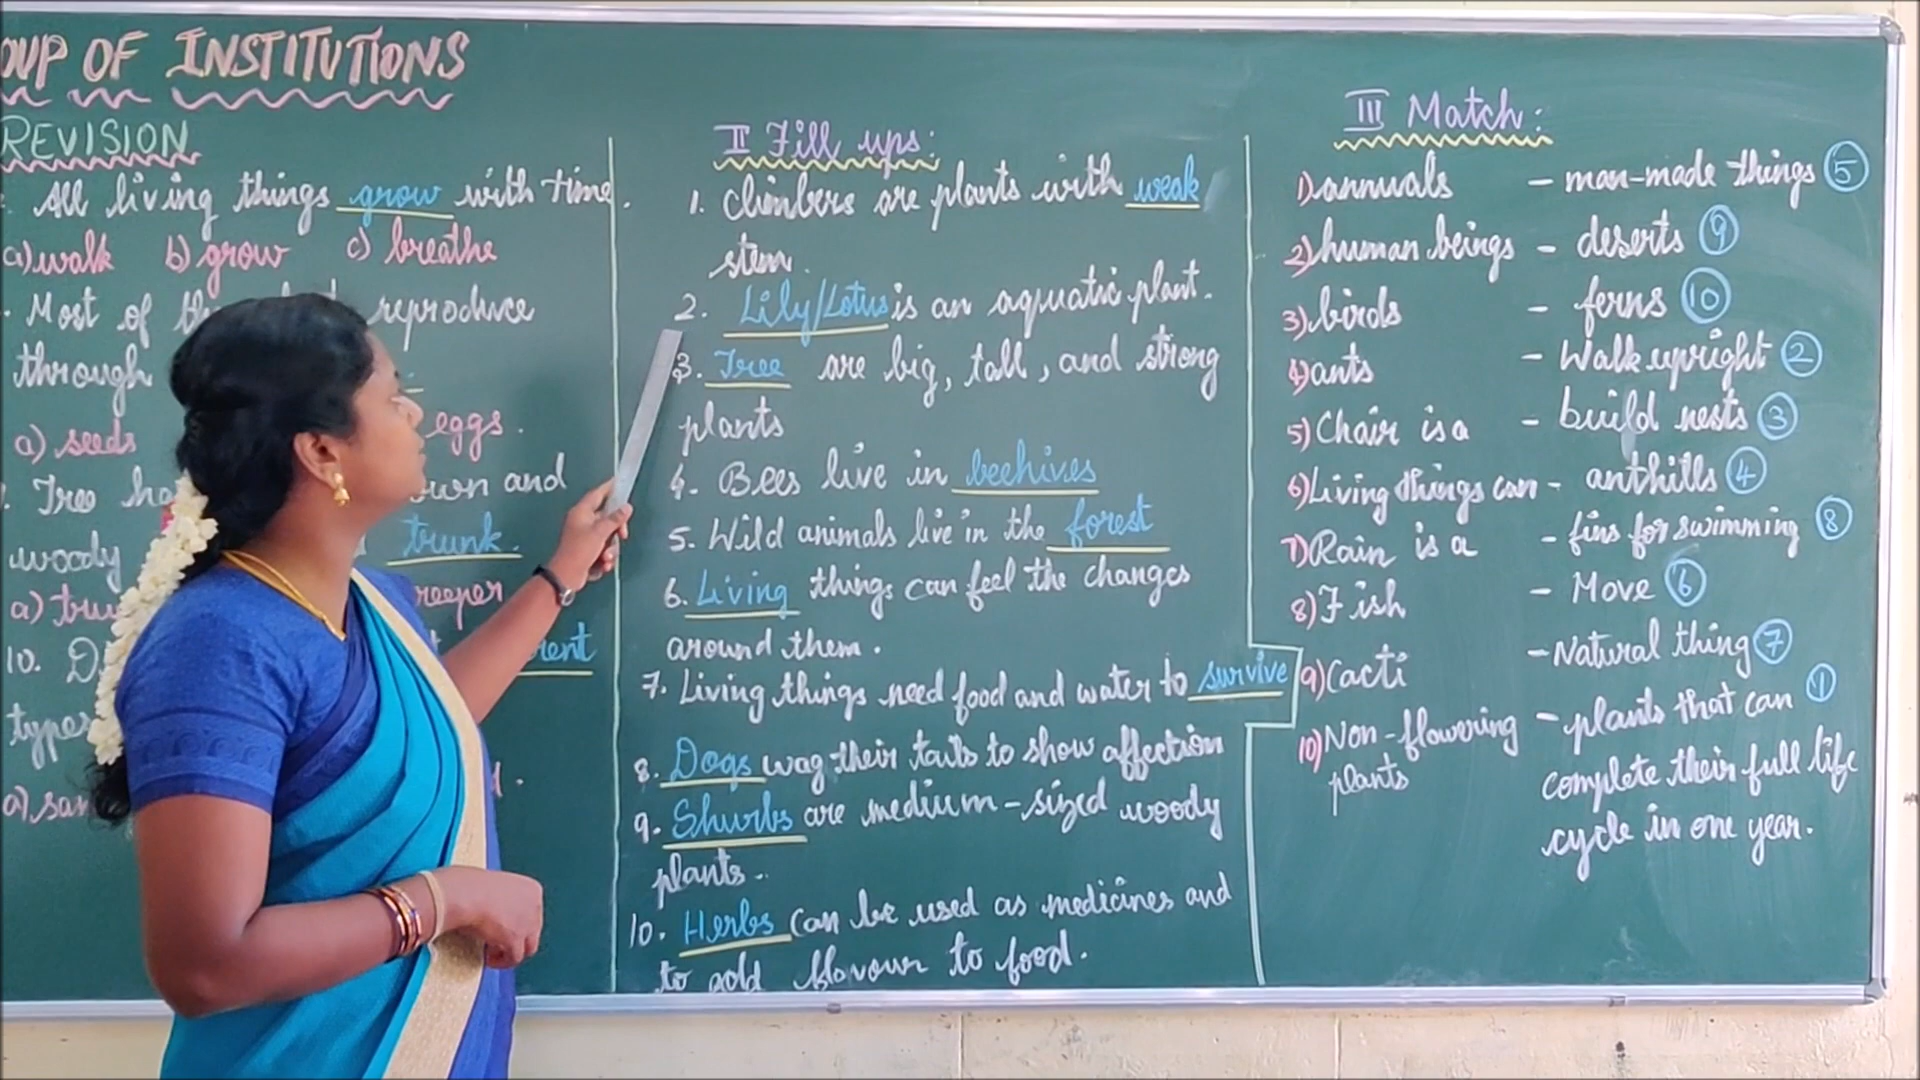 OUP OF INSTITUTIONS
REVISION
All living things grow with time.
a) walk b) grow c) breathe
Most of reproduce
through
a) seeds eggs.
Tree own and
woody trunk.
a) reeper
10.
types
a)
II Fill ups:
1. Climbers are plants with weak
stem.
2. Lily/Lotus is an aquatic plant.
3. Tree are big, tall, and strong
plants
4. Bees live in beehives
5. Wild animals live in the forest
6. Living things can feel the changes
around them.
7. Living things need food and water to survive
8. Dogs wag their tails to show affection
9. Shurbs are medium-sized woody
plants.
10. Herbs can be used as medicines and
to add flavour to food.
III Match:
1) annuals - man-made things 5
2) human beings - deserts 9
3) birds - ferns 10
4) ants - Walk upright 2
5) Chair is a - build nests 3
6) Living things can - anthills 4
7) Rain is a - fins for swimming 8
8) Fish - Move 6
9) Cacti - Natural thing 7
10) Non-flowering - plants that can 1
plants complete their full life
cycle in one year.